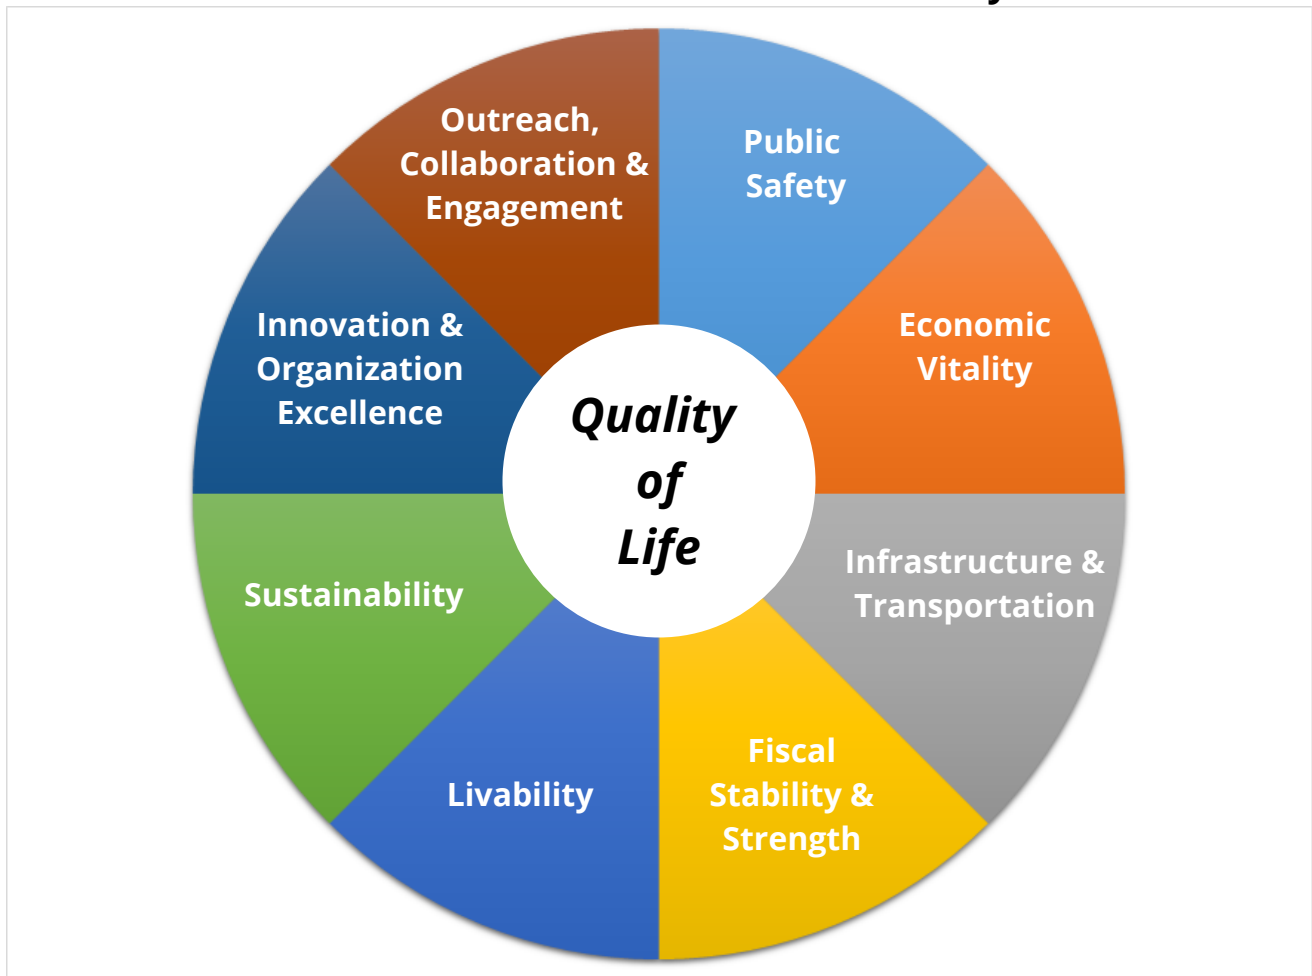 Outreach,
Collaboration &
Engagement
Public
Safety
Economic
Vitality
Infrastructure &
Transportation
Fiscal
Stability &
Strength
Livability
Sustainability
Innovation &
Organization
Excellence
Quality
of
Life